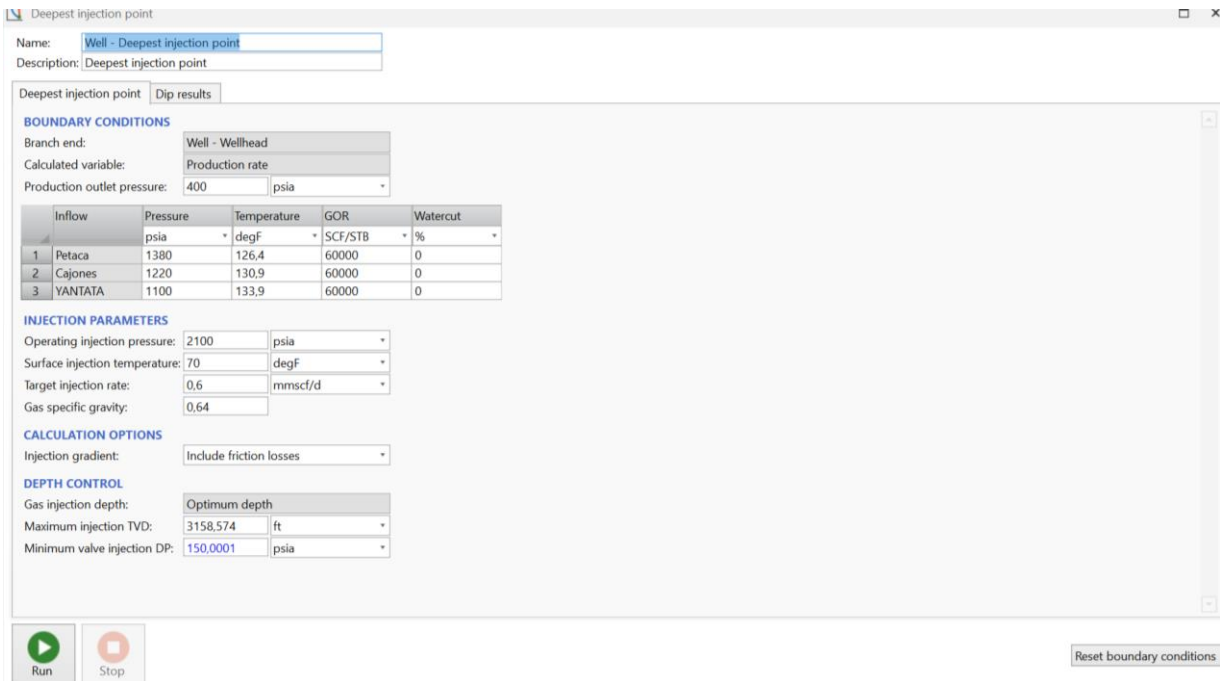 Deepest injection point
Name: Well - Deepest injection point
Description: Deepest injection point
Deepest injection point Dip results
BOUNDARY CONDITIONS
Branch end: Well - Wellhead
Calculated variable: Production rate
Production outlet pressure: 400 psia
Inflow Pressure Temperature GOR Watercut
psia degF SCF/STB %
1 Petaca 1380 126,4 60000 0
2 Cajones 1220 130,9 60000 0
3 YANTATA 1100 133,9 60000 0
INJECTION PARAMETERS
Operating injection pressure: 2100 psia
Surface injection temperature: 70 degF
Target injection rate: 0,6 mmscf/d
Gas specific gravity: 0,64
CALCULATION OPTIONS
Injection gradient: Include friction losses
DEPTH CONTROL
Gas injection depth: Optimum depth
Maximum injection TVD: 3158,574 ft
Minimum valve injection DP: 150,0001 psia
Run Stop Reset boundary conditions